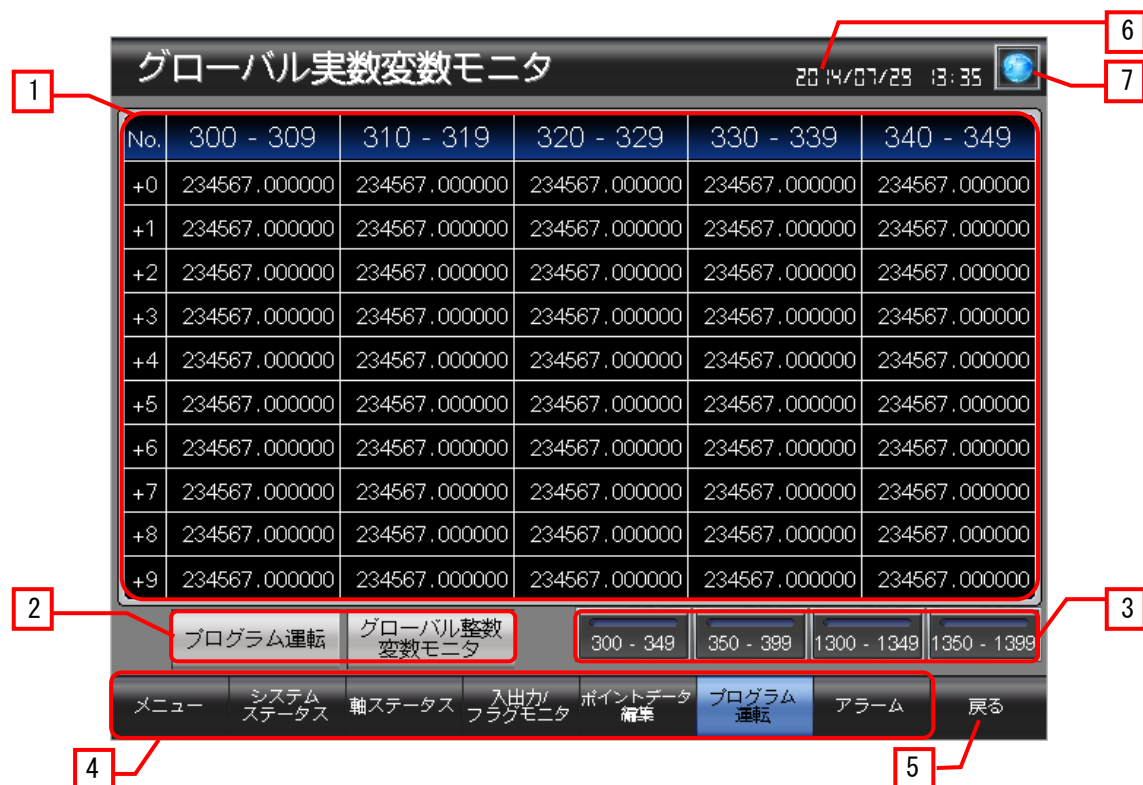 6
グローバル実数変数モニタ 2014/07/29 13:35
7
1
No. 300 - 309 310 - 319 320 - 329 330 - 339 340 - 349
+0 234567.000000 234567.000000 234567.000000 234567.000000 234567.000000
+1 234567.000000 234567.000000 234567.000000 234567.000000 234567.000000
+2 234567.000000 234567.000000 234567.000000 234567.000000 234567.000000
+3 234567.000000 234567.000000 234567.000000 234567.000000 234567.000000
+4 234567.000000 234567.000000 234567.000000 234567.000000 234567.000000
+5 234567.000000 234567.000000 234567.000000 234567.000000 234567.000000
+6 234567.000000 234567.000000 234567.000000 234567.000000 234567.000000
+7 234567.000000 234567.000000 234567.000000 234567.000000 234567.000000
+8 234567.000000 234567.000000 234567.000000 234567.000000 234567.000000
+9 234567.000000 234567.000000 234567.000000 234567.000000 234567.000000
2
プログラム運転
グローバル整数
変数モニタ
300 - 349 350 - 399 1300 - 1349 1350 - 1399
3
メニュー
システム
ステータス
軸ステータス
入出力/
フラグモニタ
ポイントデータ
編集
プログラム
運転
アラーム
戻る
4
5